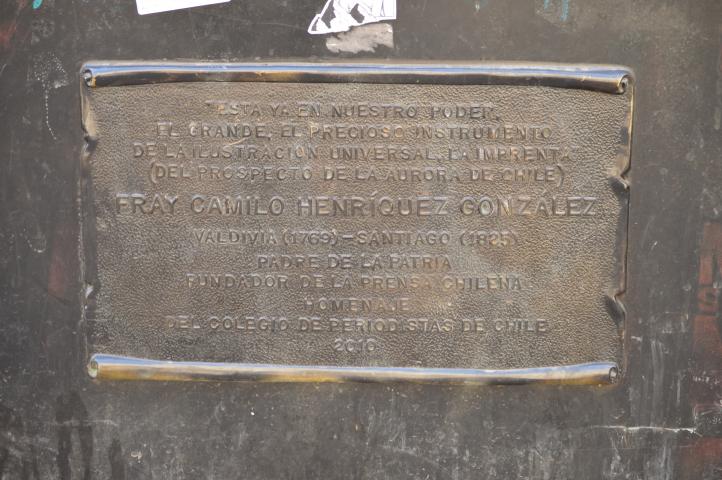 "ESTA YA EN NUESTRO PODER,
EL GRANDE, EL PRECIOSO INSTRUMENTO
DE LA ILUSTRACION UNIVERSAL, LA IMPRENTA"
(DEL PROSPECTO DE LA AURORA DE CHILE)
FRAY CAMILO HENRÍQUEZ GONZALEZ
VALDIVIA (1769) - SANTIAGO (1825)
PADRE DE LA PATRIA
FUNDADOR DE LA PRENSA CHILENA
HOMENAJE
DEL COLEGIO DE PERIODISTAS DE CHILE
2010